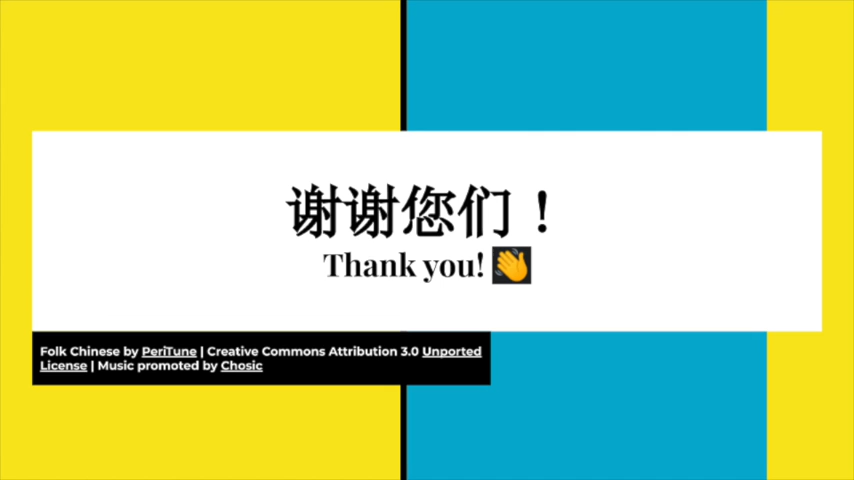 谢谢您们！
Thank you! 👋
Folk Chinese by PeriTune | Creative Commons Attribution 3.0 Unported
License | Music promoted by Chosic